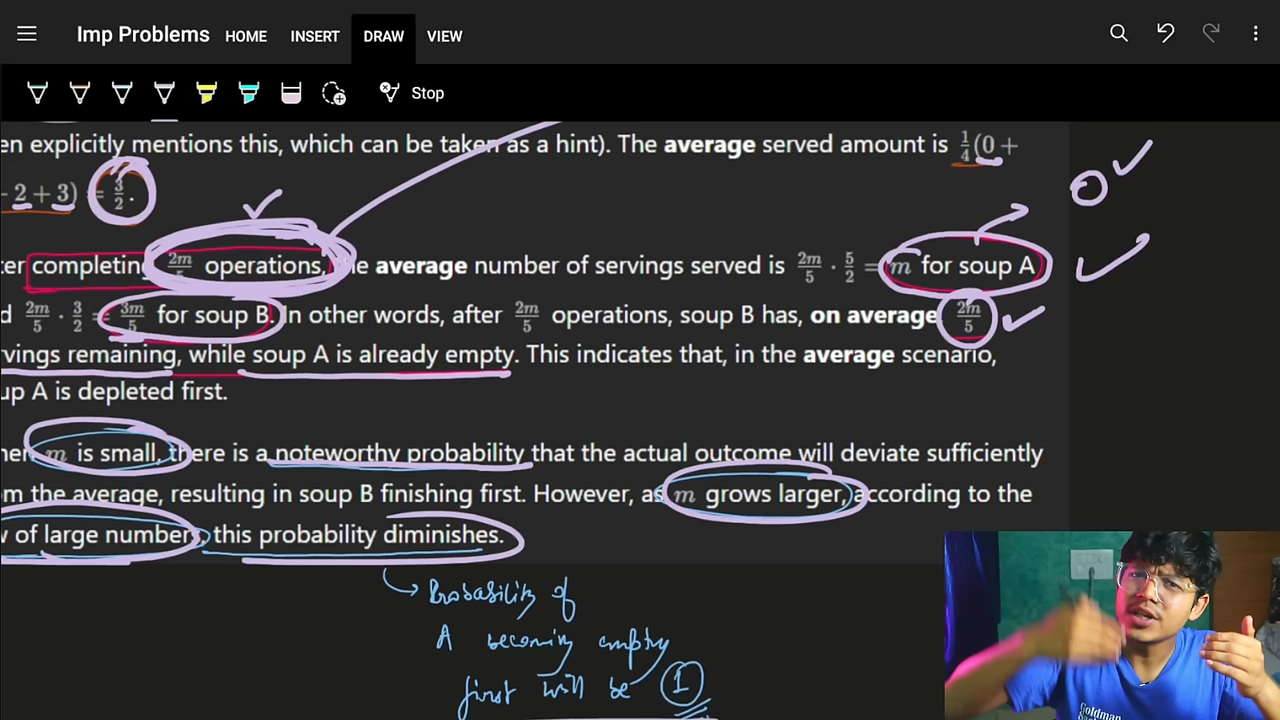 Imp Problems HOME INSERT DRAW VIEW
Stop
en explicitly mentions this, which can be taken as a hint). The average served amount is 1/4(0 +
- 2 + 3) = 3/2.
0
ter completing 2m/5 operations, the average number of servings served is 2m/5 · 5/2 = m for soup A
d 2m/5 · 3/2 = 3m/5 for soup B. In other words, after 2m/5 operations, soup B has, on average 2m/5
rvings remaining, while soup A is already empty. This indicates that, in the average scenario,
up A is depleted first.
hen m is small, there is a noteworthy probability that the actual outcome will deviate sufficiently
om the average, resulting in soup B finishing first. However, as m grows larger, according to the
w of large numbers, this probability diminishes.
Probability of
A becoming empty
first will be 1
Goldman